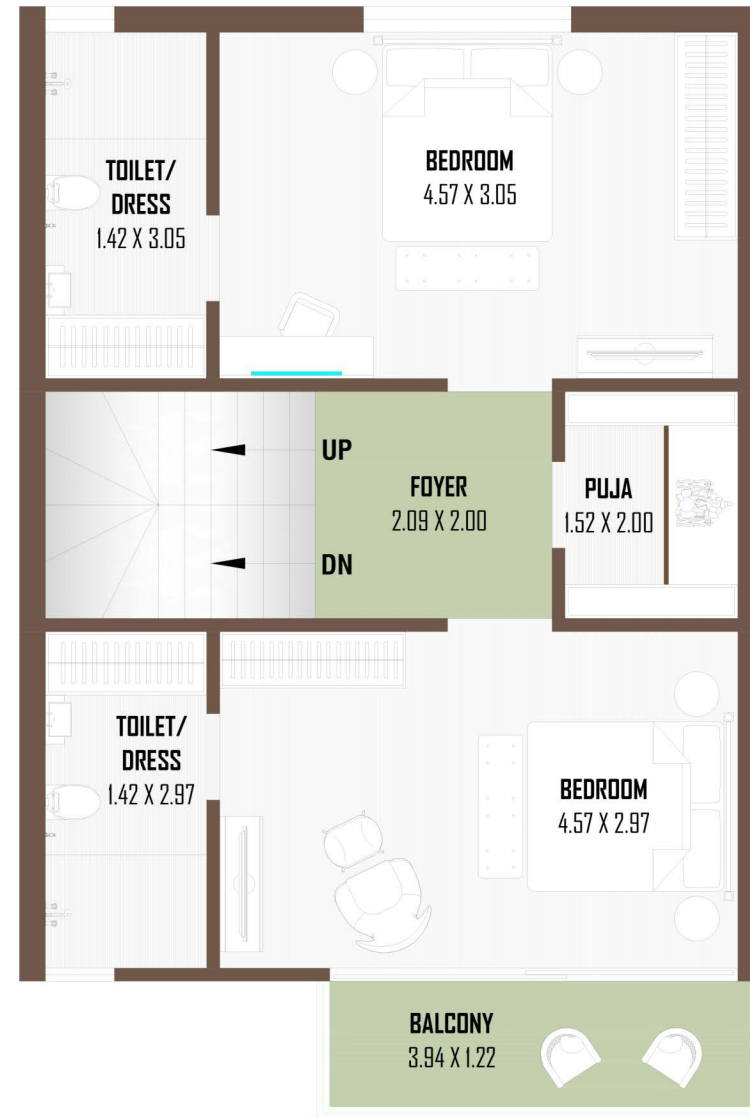 TOILET/
DRESS
1.42 X 3.05
BEDROOM
4.57 X 3.05
UP
FOYER
2.09 X 2.00
PUJA
1.52 X 2.00
DN
TOILET/
DRESS
1.42 X 2.97
BEDROOM
4.57 X 2.97
BALCONY
3.94 X 1.22